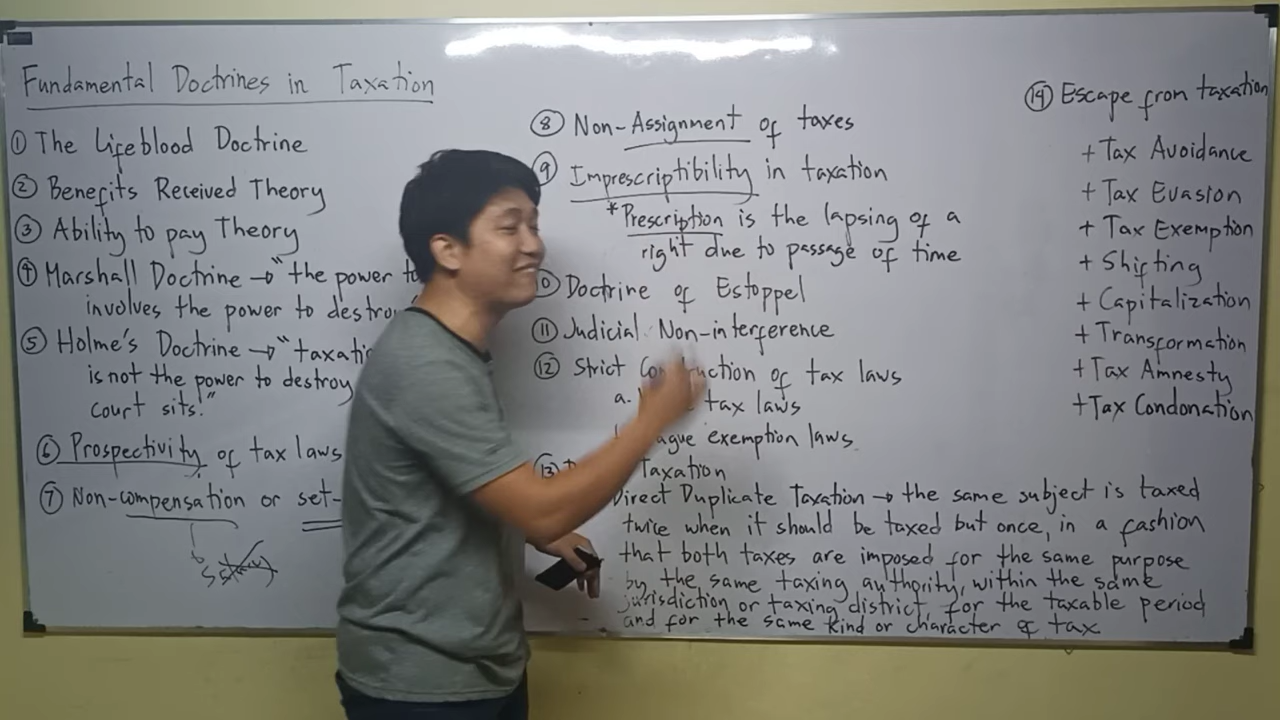 Fundamental Doctrines in Taxation
① The Lifeblood Doctrine
② Benefits Received Theory
③ Ability to pay Theory
④ Marshall Doctrine → "the power to
involves the power to destroy
⑤ Holme's Doctrine → "taxation
is not the power to destroy
court sits."
⑥ Prospectivity of tax laws
⑦ Non-compensation or set-
⑧ Non-Assignment of taxes
⑨ Imprescriptibility in taxation
*Prescription is the lapsing of a
right due to passage of time
Doctrine of Estoppel
⑪ Judicial Non-interference
⑫ Strict Construction of tax laws
a. tax laws
vague exemption laws
⑬ Taxation
Direct Duplicate Taxation → the same subject is taxed
twice when it should be taxed but once, in a fashion
that both taxes are imposed for the same purpose
by the same taxing authority, within the same
jurisdiction or taxing district, for the taxable period
and for the same kind or character of tax
⑭ Escape from taxation
+ Tax Avoidance
+ Tax Evasion
+ Tax Exemption
+ Shifting
+ Capitalization
+ Transformation
+ Tax Amnesty
+ Tax Condonation